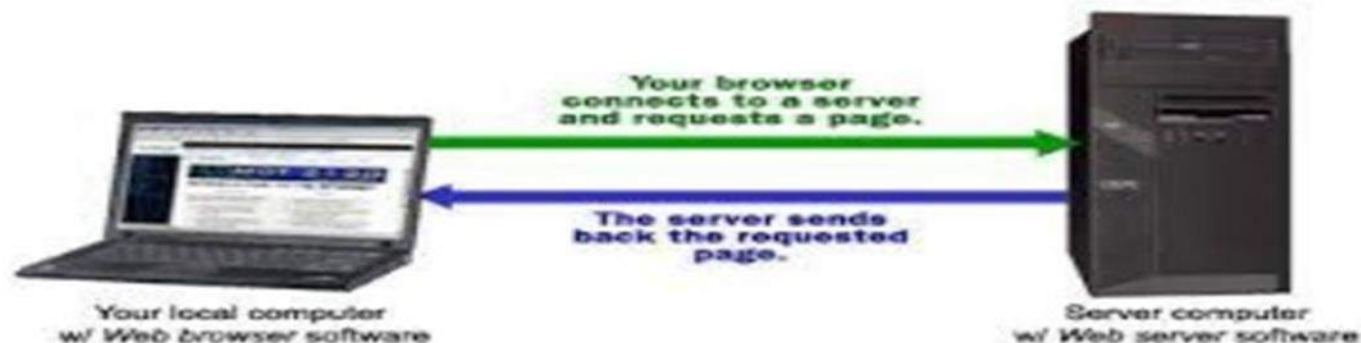 Your browser
connects to a server
and requests a page.
The server sends
back the requested
page.
Your local computer
w/ Web browser software
Server computer
w/ Web server software